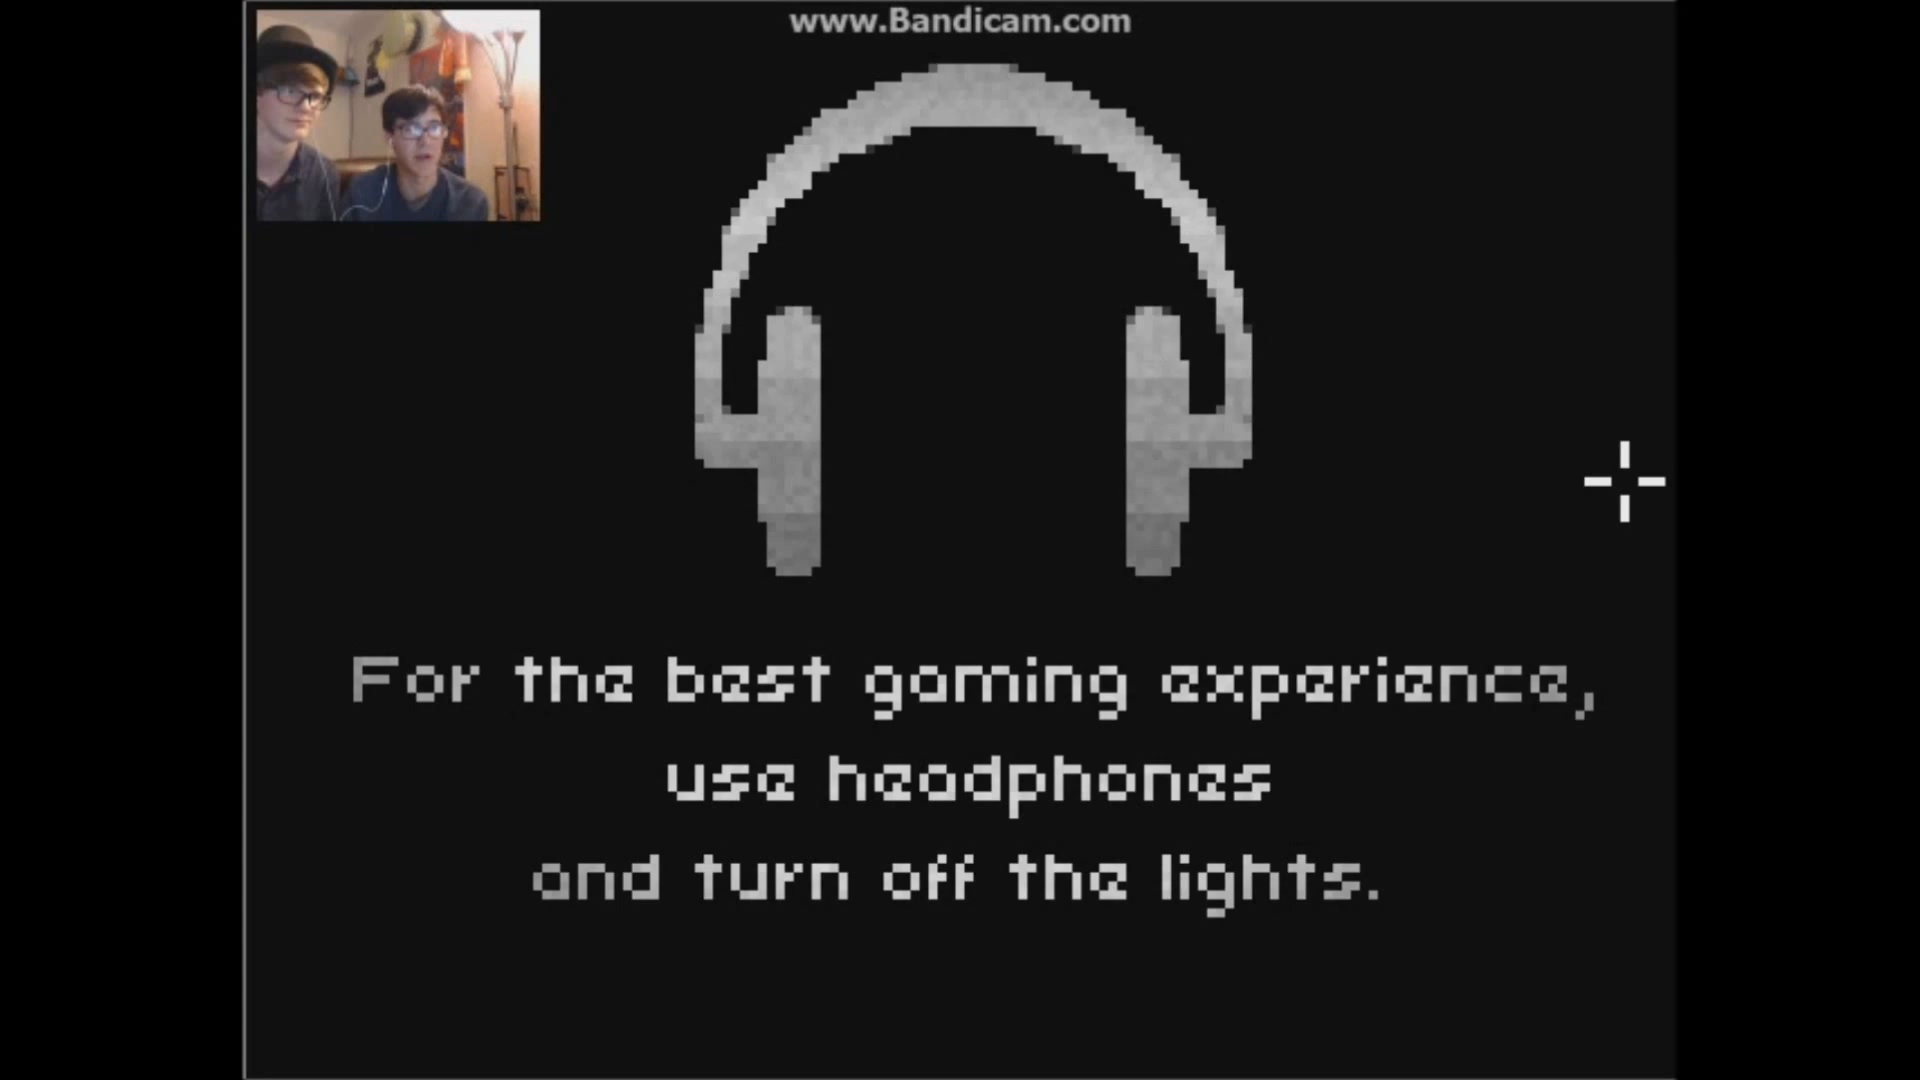 www.Bandicam.com
For the best gaming experience,
use headphones
and turn off the lights.